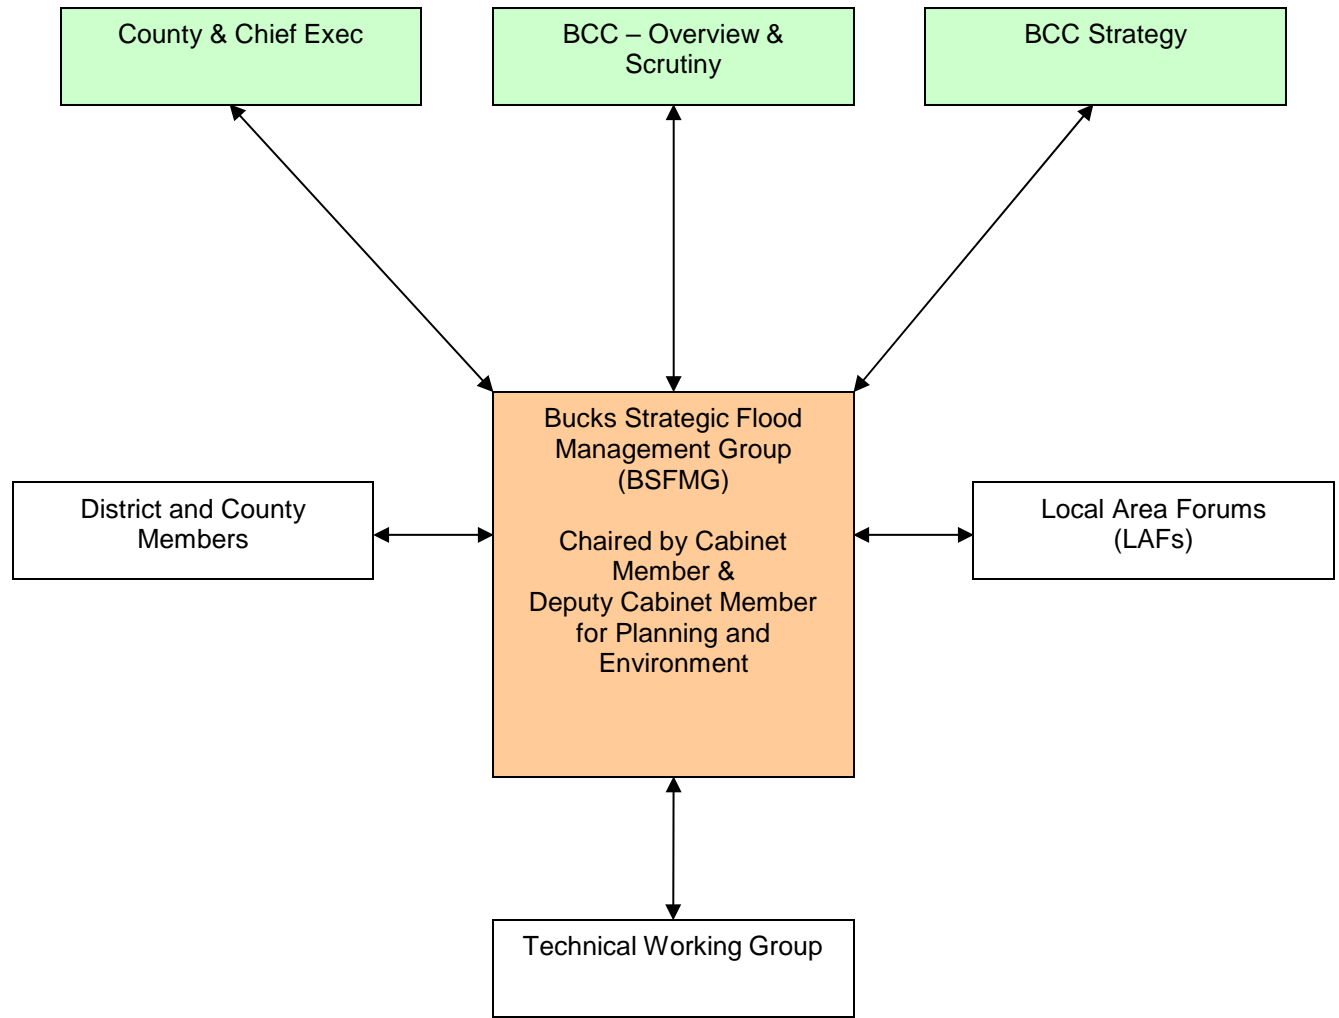 County & Chief Exec
BCC – Overview &
Scrutiny
BCC Strategy
Bucks Strategic Flood
Management Group
(BSFMG)
Chaired by Cabinet
Member &
Deputy Cabinet Member
for Planning and
Environment
District and County
Members
Local Area Forums
(LAFs)
Technical Working Group